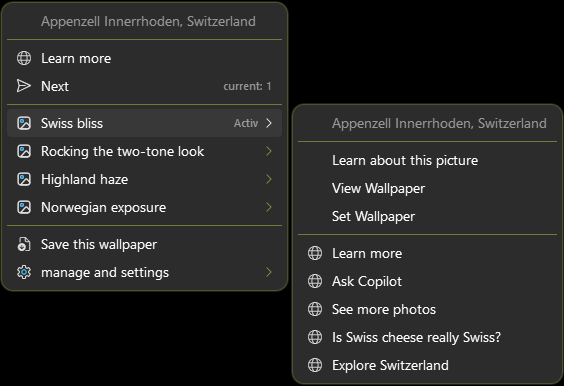 Appenzell Innerrhoden, Switzerland
Learn more
Next current: 1
Swiss bliss Activ
Rocking the two-tone look
Highland haze
Norwegian exposure
Save this wallpaper
manage and settings
Appenzell Innerrhoden, Switzerland
Learn about this picture
View Wallpaper
Set Wallpaper
Learn more
Ask Copilot
See more photos
Is Swiss cheese really Swiss?
Explore Switzerland